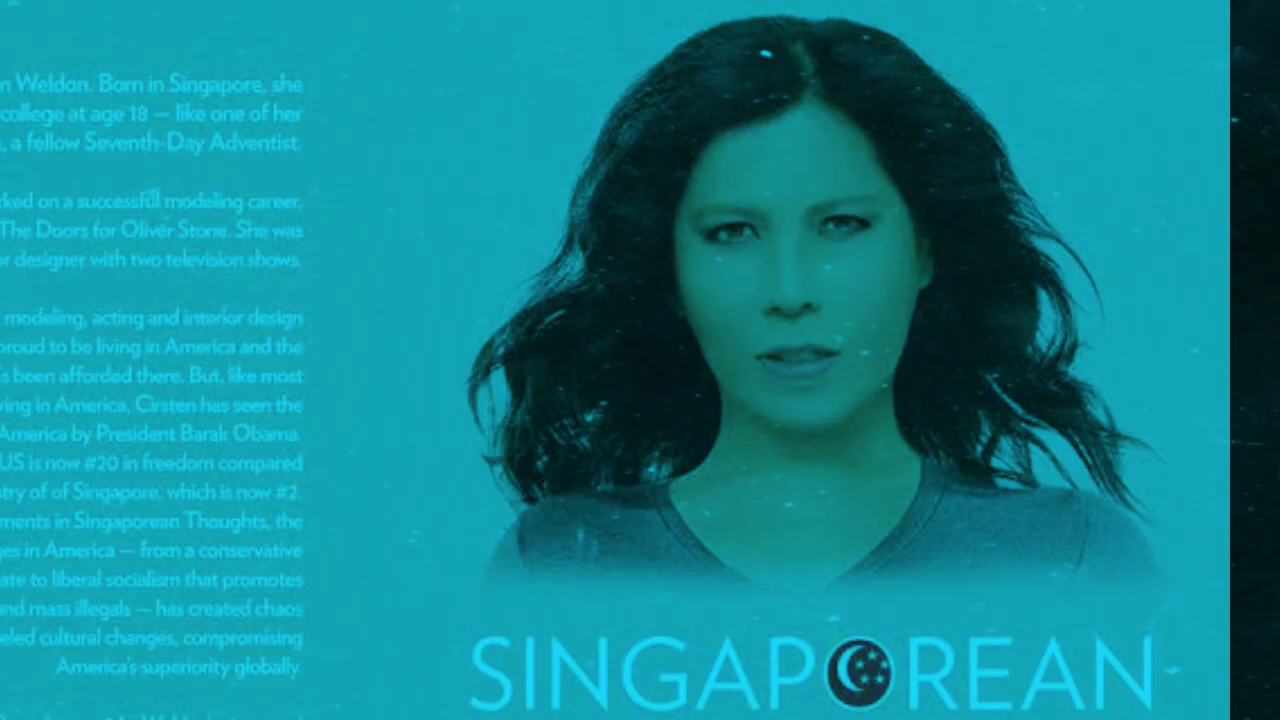 n Weldon. Born in Singapore, she
college at age 18 — like one of her
, a fellow Seventh-Day Adventist.
rked on a successful modeling career.
The Doors for Oliver Stone. She was
or designer with two television shows.
modeling, acting and interior design
proud to be living in America and the
's been afforded there. But, like most
ving in America, Cirsten has seen the
America by President Barak Obama.
US is now #20 in freedom compared
stry of of Singapore, which is now #2.
ments in Singaporean Thoughts, the
ges in America — from a conservative
ate to liberal socialism that promotes
and mass illegals — has created chaos
eled cultural changes, compromising
America's superiority globally.
SINGAPOREAN